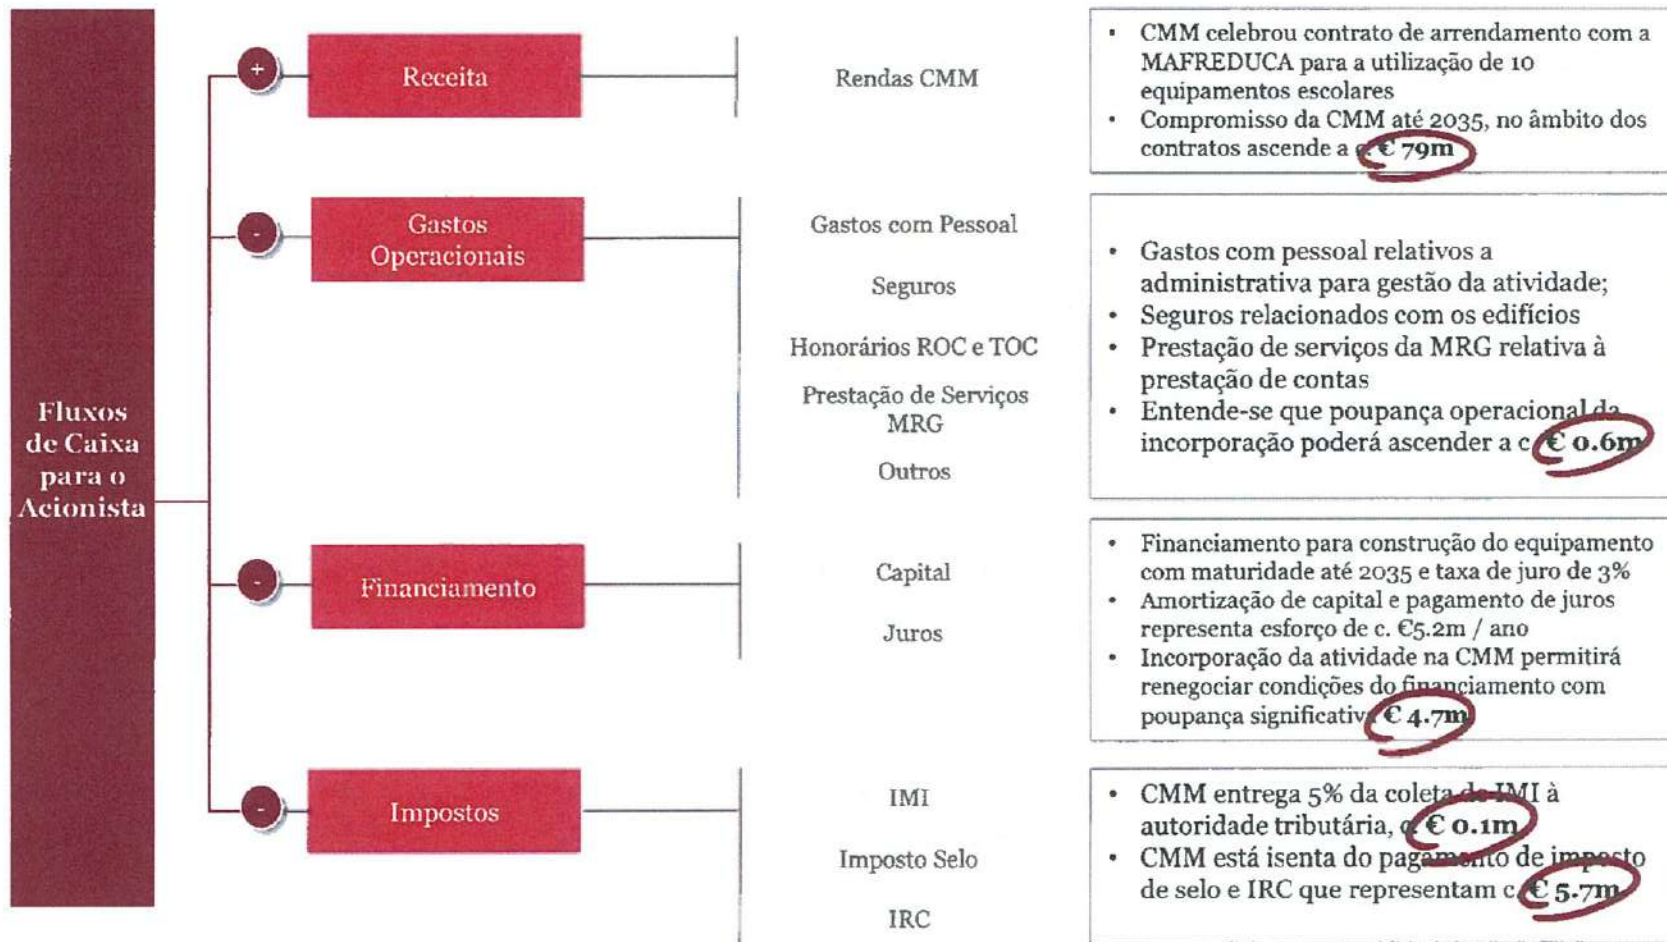 Fluxos
de Caixa
para o
Acionista
+
Receita
Rendas CMM
• CMM celebrou contrato de arrendamento com a
MAFREDUCA para a utilização de 10
equipamentos escolares
• Compromisso da CMM até 2035, no âmbito dos
contratos ascende a c. € 79m
-
Gastos
Operacionais
Gastos com Pessoal
Seguros
Honorários ROC e TOC
Prestação de Serviços
MRG
Outros
• Gastos com pessoal relativos a
administrativa para gestão da atividade;
• Seguros relacionados com os edifícios
• Prestação de serviços da MRG relativa à
prestação de contas
• Entende-se que poupança operacional da
incorporação poderá ascender a c € 0.6m
-
Financiamento
Capital
Juros
• Financiamento para construção do equipamento
com maturidade até 2035 e taxa de juro de 3%
• Amortização de capital e pagamento de juros
representa esforço de c. €5.2m / ano
• Incorporação da atividade na CMM permitirá
renegociar condições do financiamento com
poupança significativa € 4.7m
-
Impostos
IMI
Imposto Selo
IRC
• CMM entrega 5% da coleta de IMI à
autoridade tributária, c. € 0.1m
• CMM está isenta do pagamento de imposto
de selo e IRC que representam c. € 5.7m